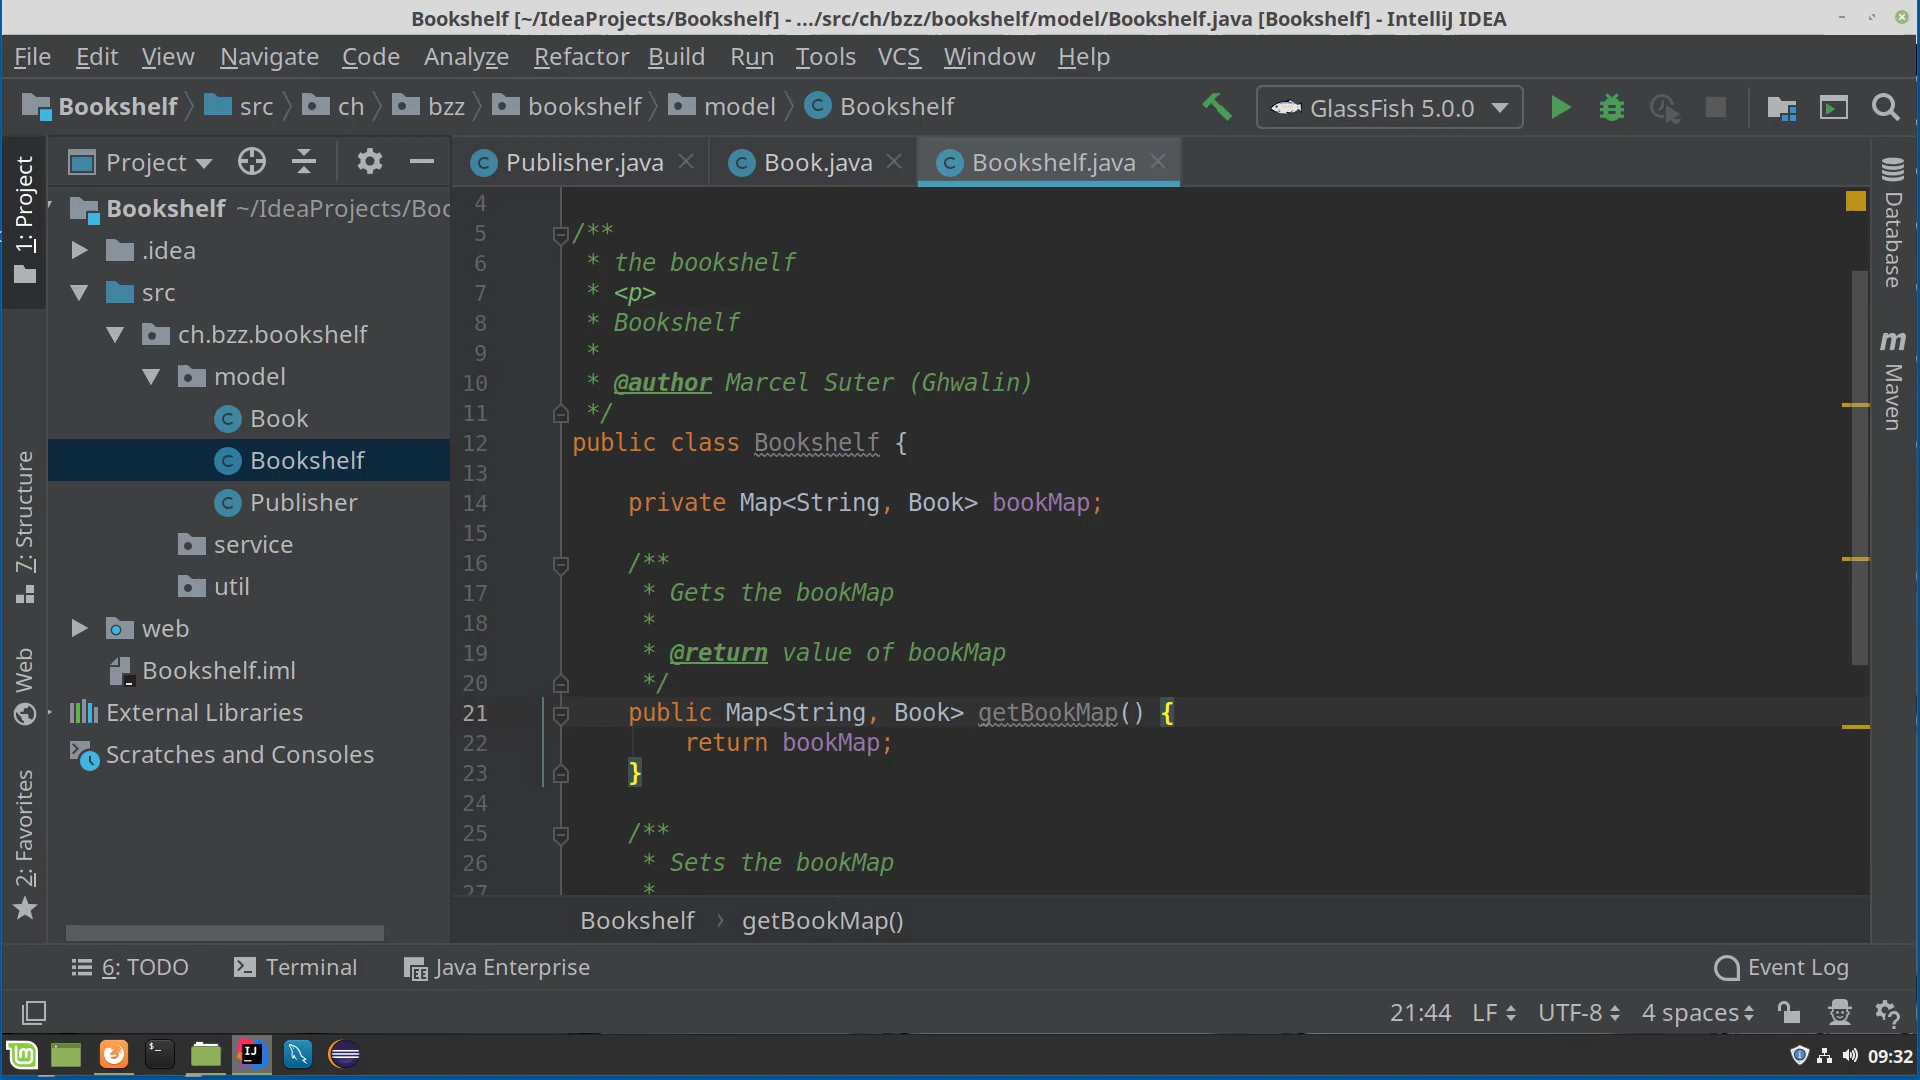 Bookshelf [~/IdeaProjects/Bookshelf] - .../src/ch/bzz/bookshelf/model/Bookshelf.java [Bookshelf] - IntelliJ IDEA
File Edit View Navigate Code Analyze Refactor Build Run Tools VCS Window Help
Bookshelf src ch bzz bookshelf model Bookshelf
GlassFish 5.0.0
1: Project
7: Structure
Web
2: Favorites
Project
Bookshelf ~/IdeaProjects/Boo
.idea
src
ch.bzz.bookshelf
model
Book
Bookshelf
Publisher
service
util
web
Bookshelf.iml
External Libraries
Scratches and Consoles
Publisher.java Book.java Bookshelf.java
4
5 /**
6 * the bookshelf
7 * <p>
8 * Bookshelf
9 *
10 * @author Marcel Suter (Ghwalin)
11 */
12 public class Bookshelf {
13
14 private Map<String, Book> bookMap;
15
16 /**
17 * Gets the bookMap
18 *
19 * @return value of bookMap
20 */
21 public Map<String, Book> getBookMap() {
22 return bookMap;
23 }
24
25 /**
26 * Sets the bookMap
27 *
Bookshelf › getBookMap()
Database
m Maven
6: TODO Terminal Java Enterprise Event Log
21:44 LF UTF-8 4 spaces
IJ
09:32